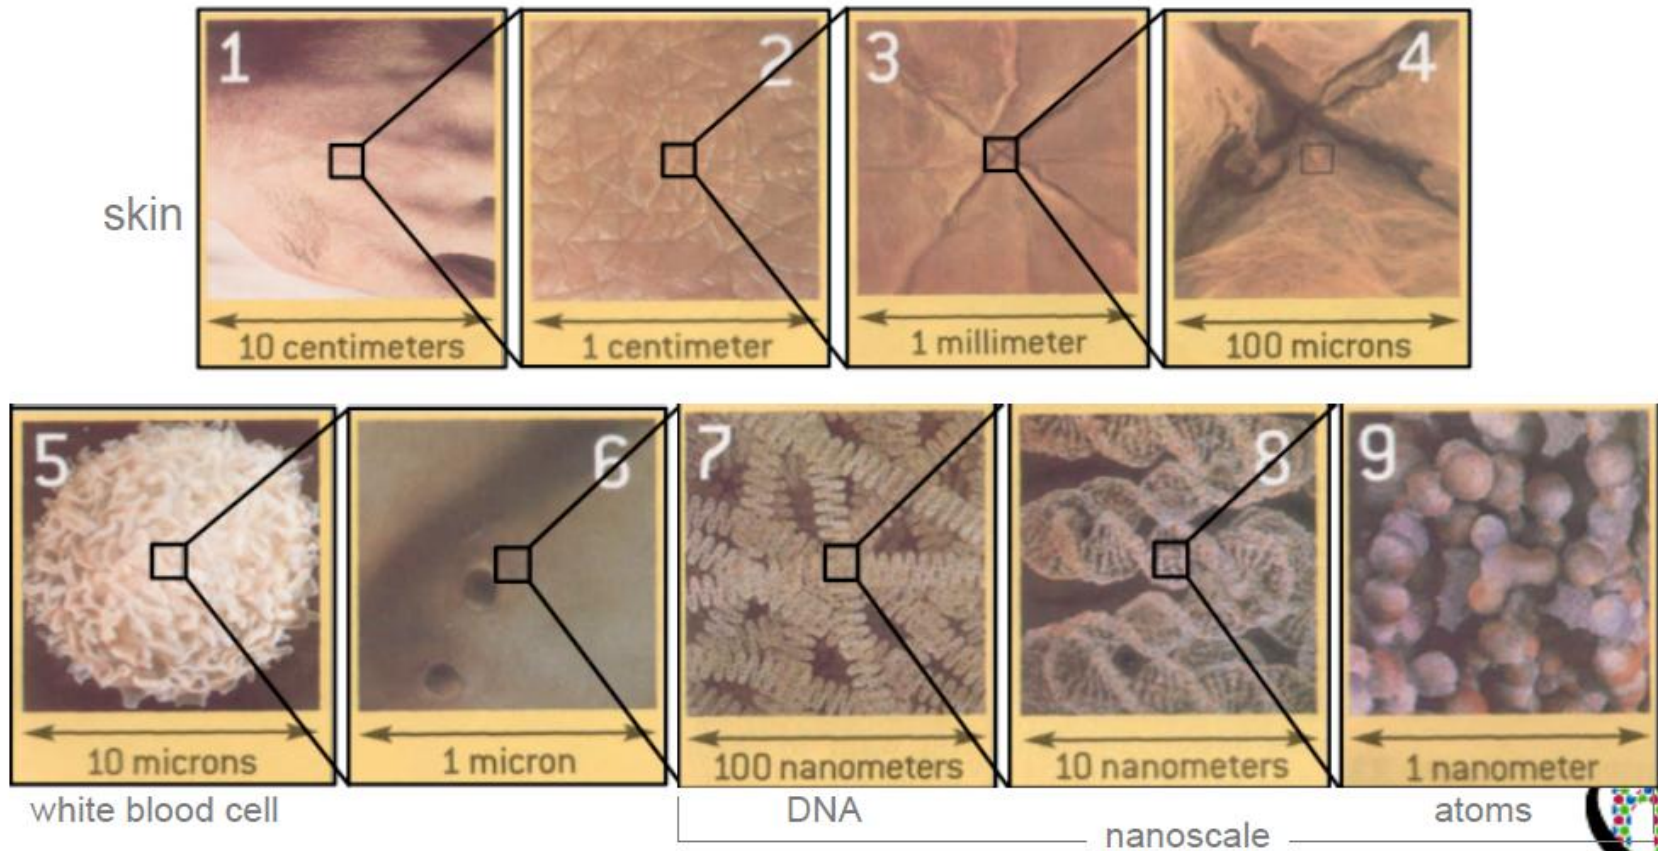 1
2
3
4
skin
10 centimeters
1 centimeter
1 millimeter
100 microns
5
6
7
8
9
10 microns
1 micron
100 nanometers
10 nanometers
1 nanometer
white blood cell
DNA
atoms
nanoscale